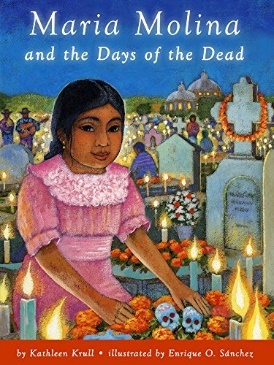 Maria Molina
and the Days of the Dead
by Kathleen Krull • illustrated by Enrique O. Sánchez